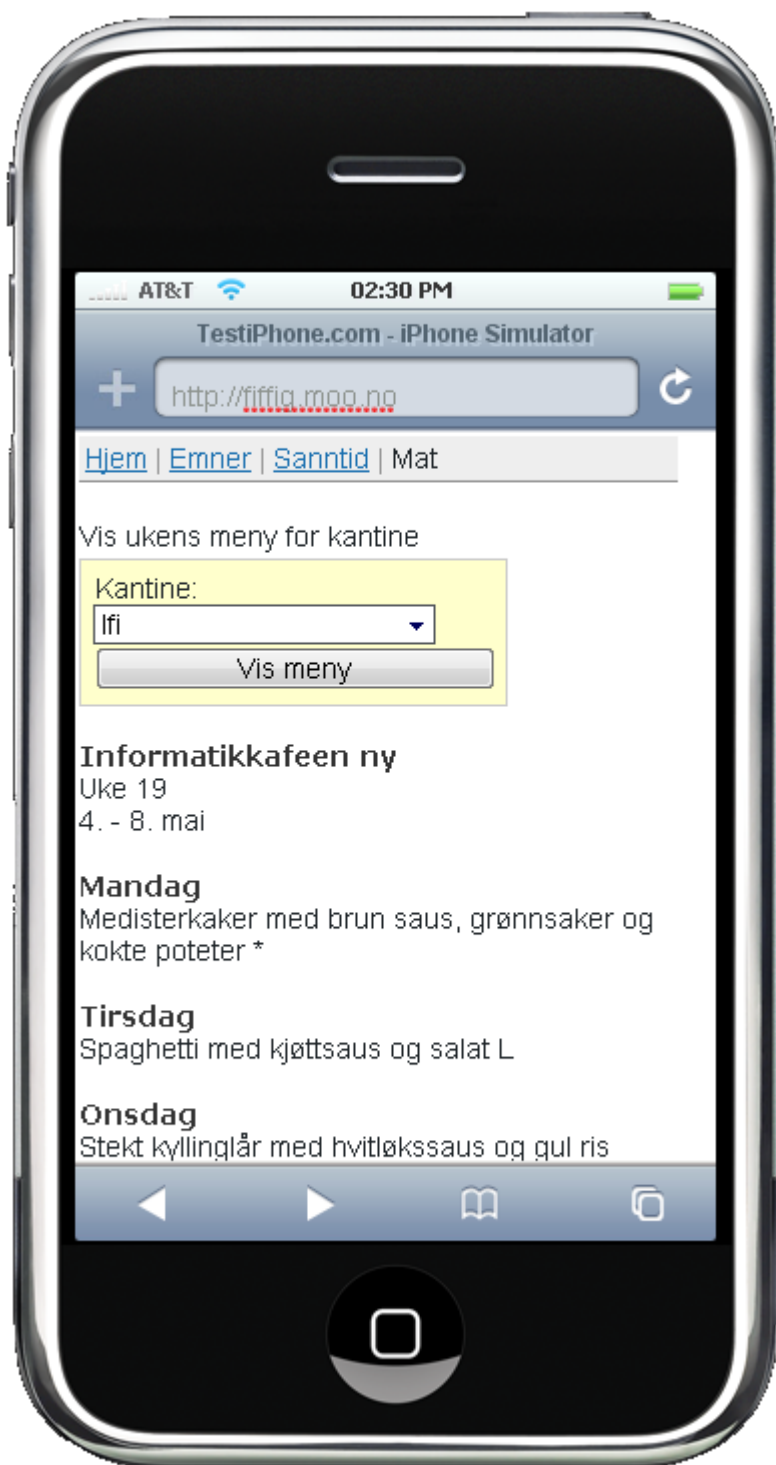 AT&T 02:30 PM
TestiPhone.com - iPhone Simulator
http://fiffig.moo.no
Hjem | Emner | Sanntid | Mat
Vis ukens meny for kantine
Kantine:
Ifi
Vis meny
Informatikkafeen ny
Uke 19
4. - 8. mai
Mandag
Medisterkaker med brun saus, grønnsaker og
kokte poteter *
Tirsdag
Spaghetti med kjøttsaus og salat L
Onsdag
Stekt kyllinglår med hvitløkssaus og gul ris